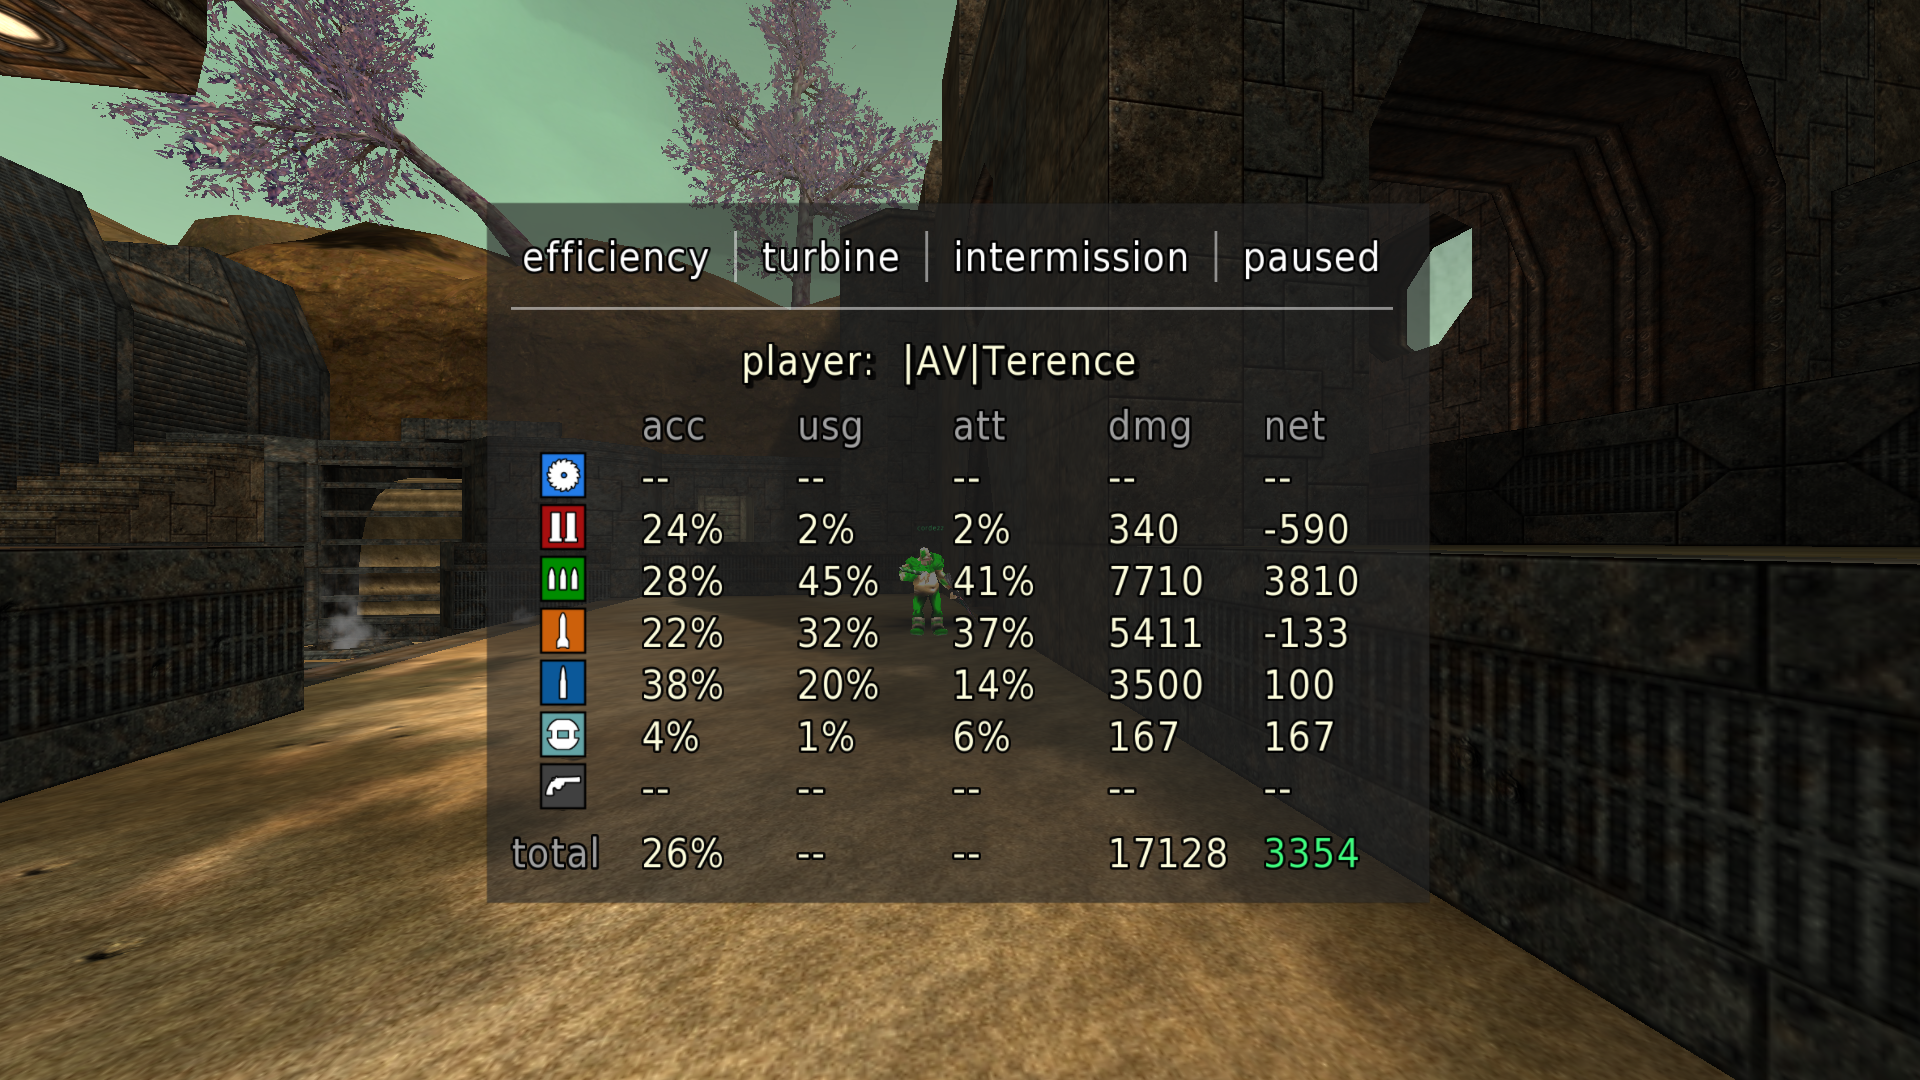 efficiency turbine intermission paused
player: |AV|Terence
acc usg att dmg net
-- -- -- -- --
24% 2% 2% 340 -590
28% 45% 41% 7710 3810
22% 32% 37% 5411 -133
38% 20% 14% 3500 100
4% 1% 6% 167 167
-- -- -- -- --
total 26% -- -- 17128 3354